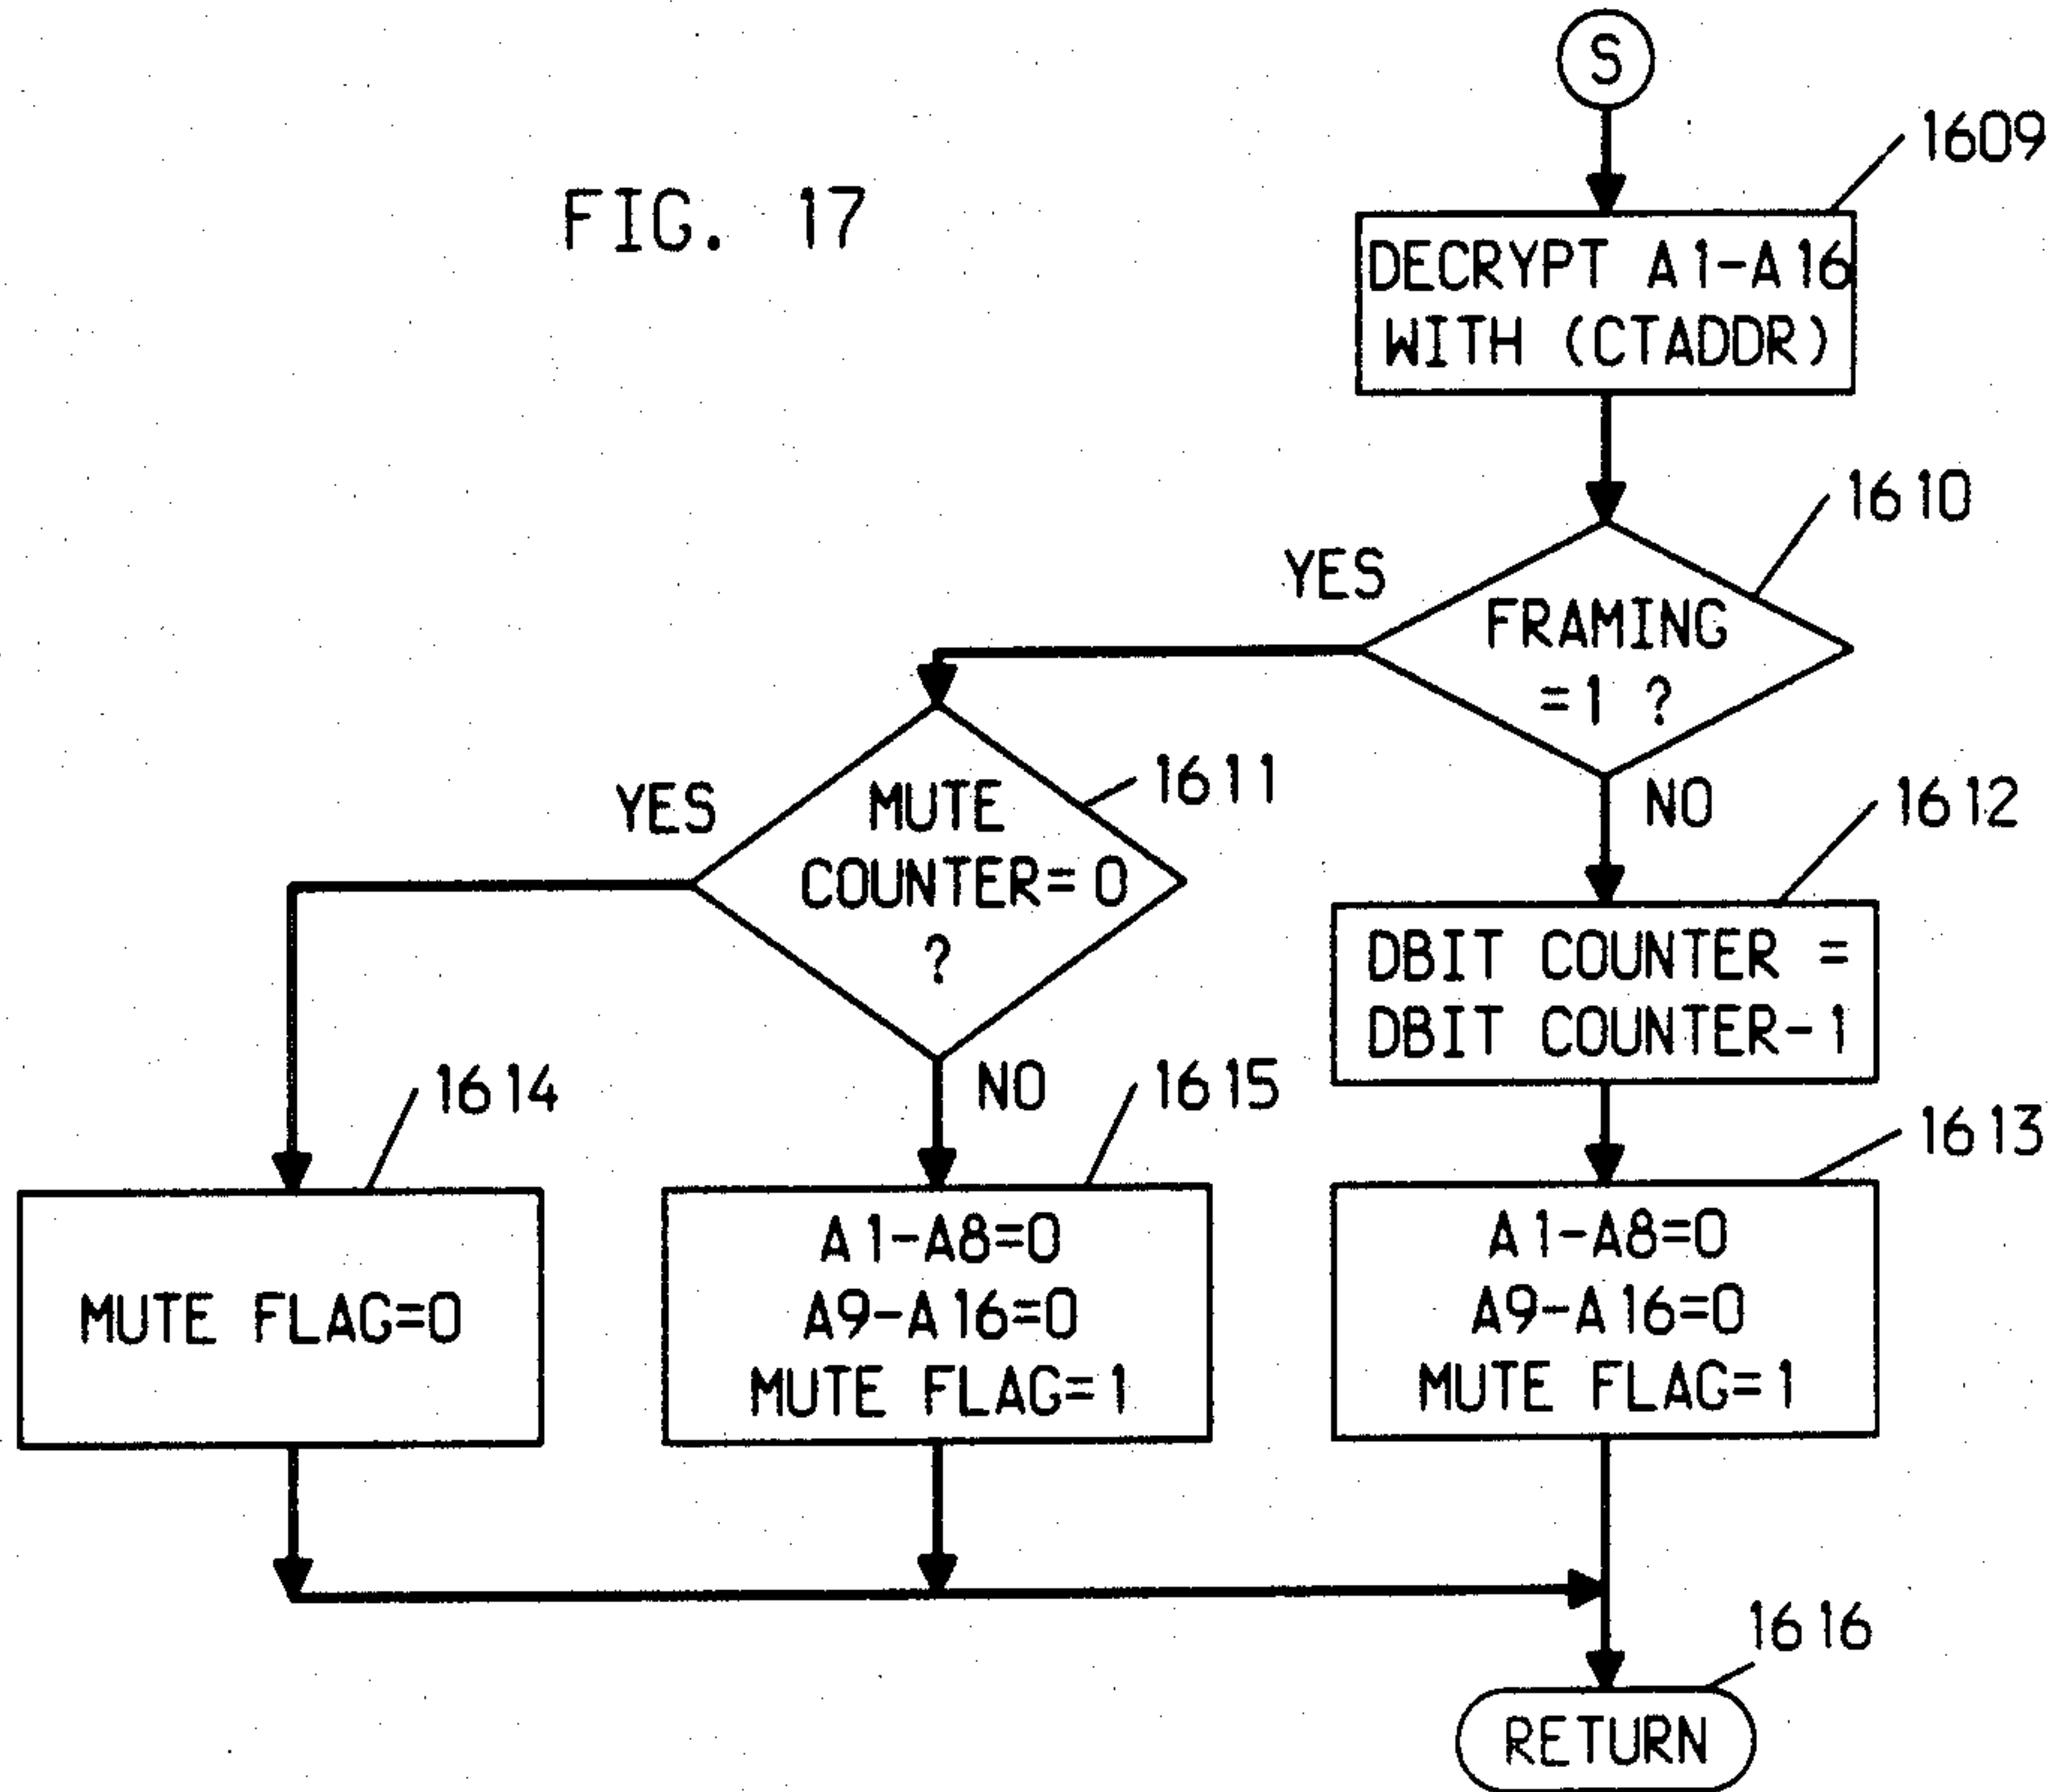 S
1609
FIG. 17
DECRYPT A1-A16
WITH (CTADDR)
1610
YES
FRAMING
=1 ?
NO
1611
YES
MUTE
COUNTER=0
?
NO
1612
DBIT COUNTER =
DBIT COUNTER-1
1614
MUTE FLAG=0
1615
A1-A8=0
A9-A16=0
MUTE FLAG=1
1613
A1-A8=0
A9-A16=0
MUTE FLAG=1
1616
RETURN